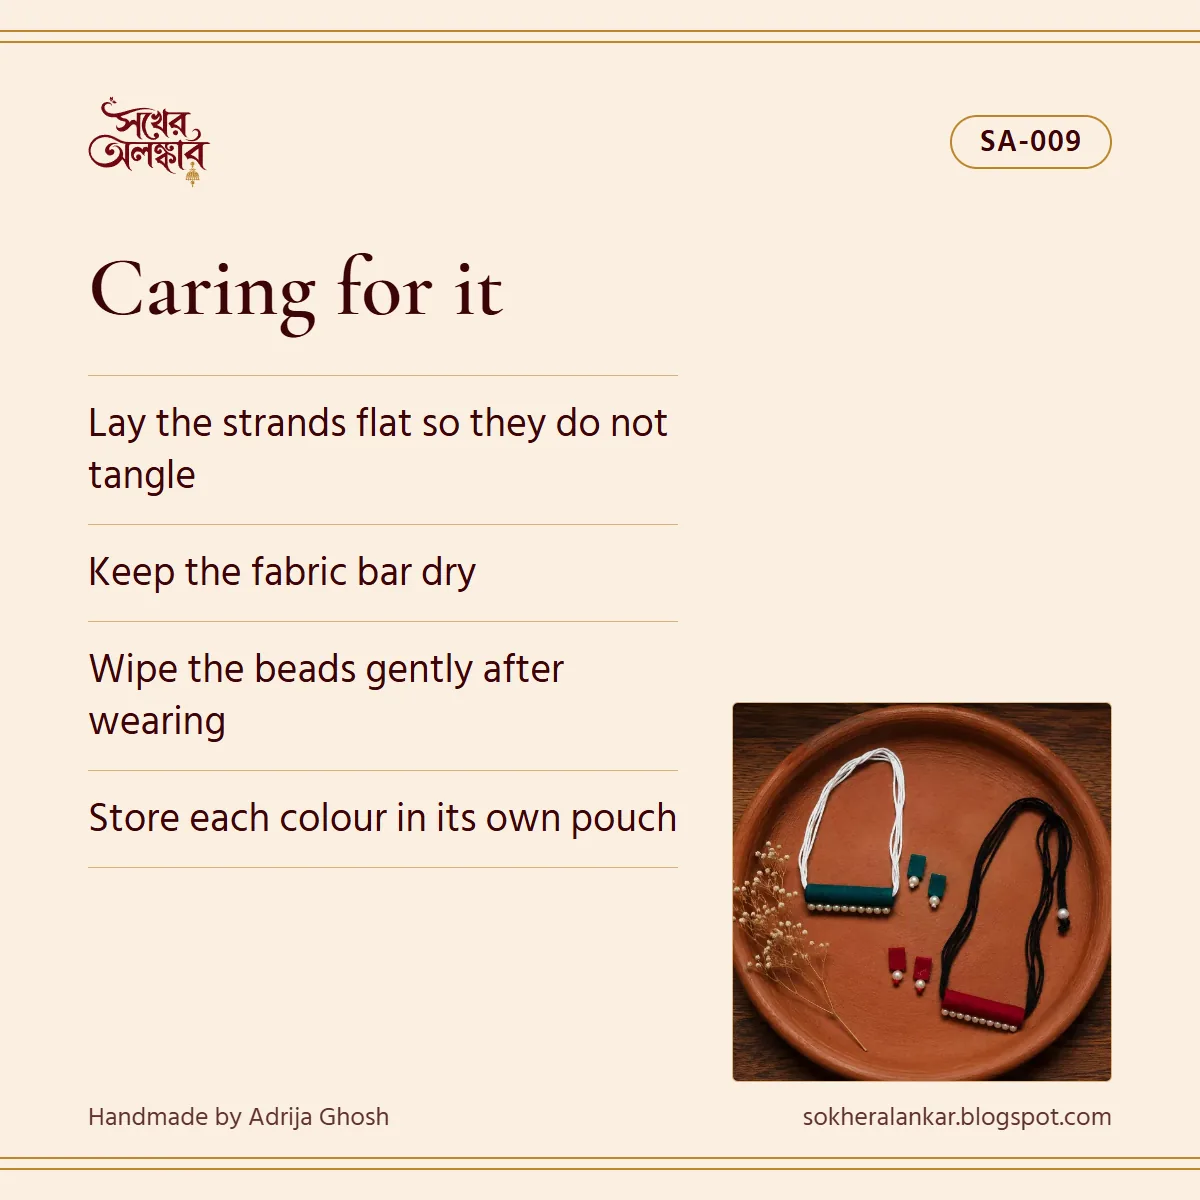 সখের
অলঙ্কার
SA-009
Caring for it
Lay the strands flat so they do not
tangle
Keep the fabric bar dry
Wipe the beads gently after
wearing
Store each colour in its own pouch
Handmade by Adrija Ghosh
sokheralankar.blogspot.com